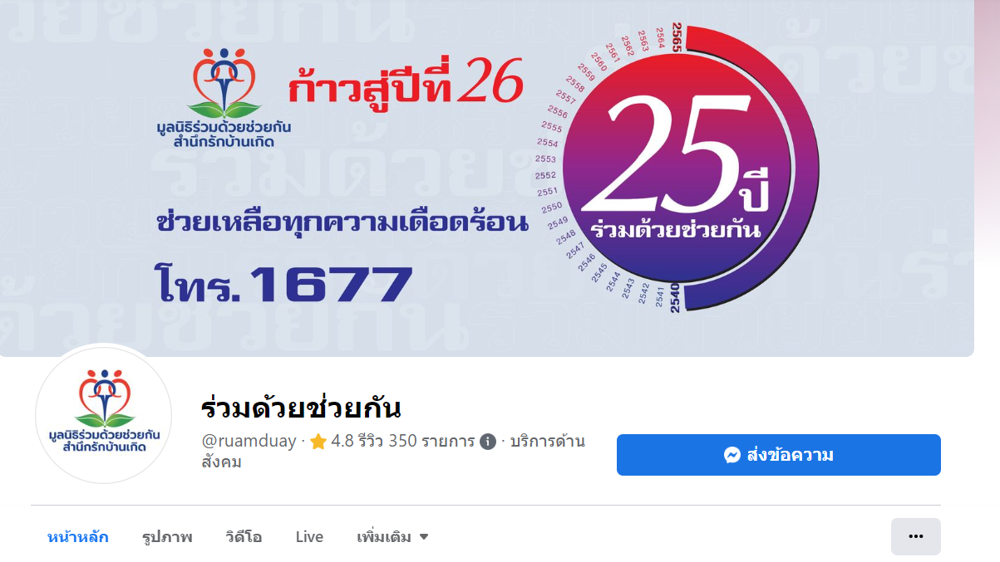 มูลนิธิร่วมด้วยช่วยกัน
สำนึกรักบ้านเกิด
ก้าวสู่ปีที่ 26
ช่วยเหลือทุกความเดือดร้อน
โทร. 1677
2565
2564
2563
2562
2561
2560
2559
2558
2557
2556
2555
2554
2553
2552
2551
2550
2549
2548
2547
2546
2545
2544
2543
2542
2541
2540
25 ปี
ร่วมด้วยช่วยกัน
มูลนิธิร่วมด้วยช่วยกัน
สำนึกรักบ้านเกิด
ร่วมด้วยช่วยกัน
@ruamduay · 4.8 รีวิว 350 รายการ · บริการด้าน
สังคม
ส่งข้อความ
หน้าหลัก รูปภาพ วิดีโอ Live เพิ่มเติม